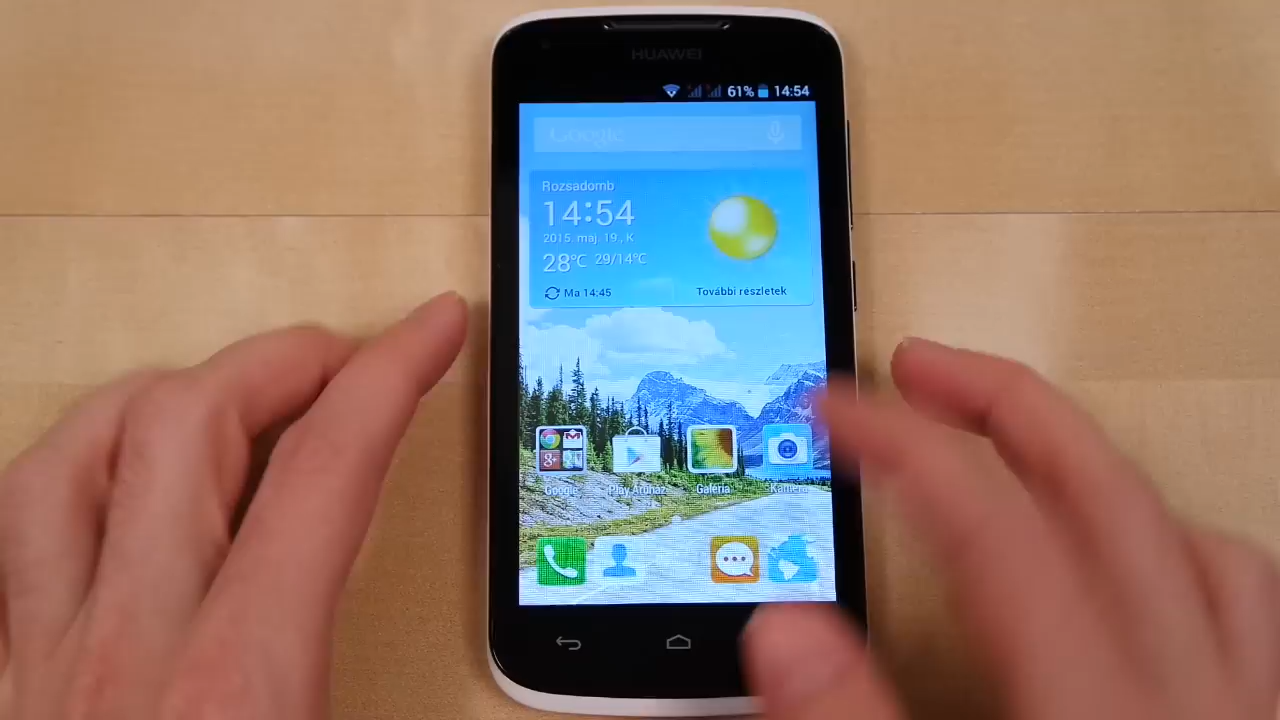 HUAWEI
61% 14:54
Google
Rozsadomb
14:54
2015. maj. 19., K
28°C 29/14°C
Ma 14:45 További részletek
Google Play Áruház Galéria Kamera